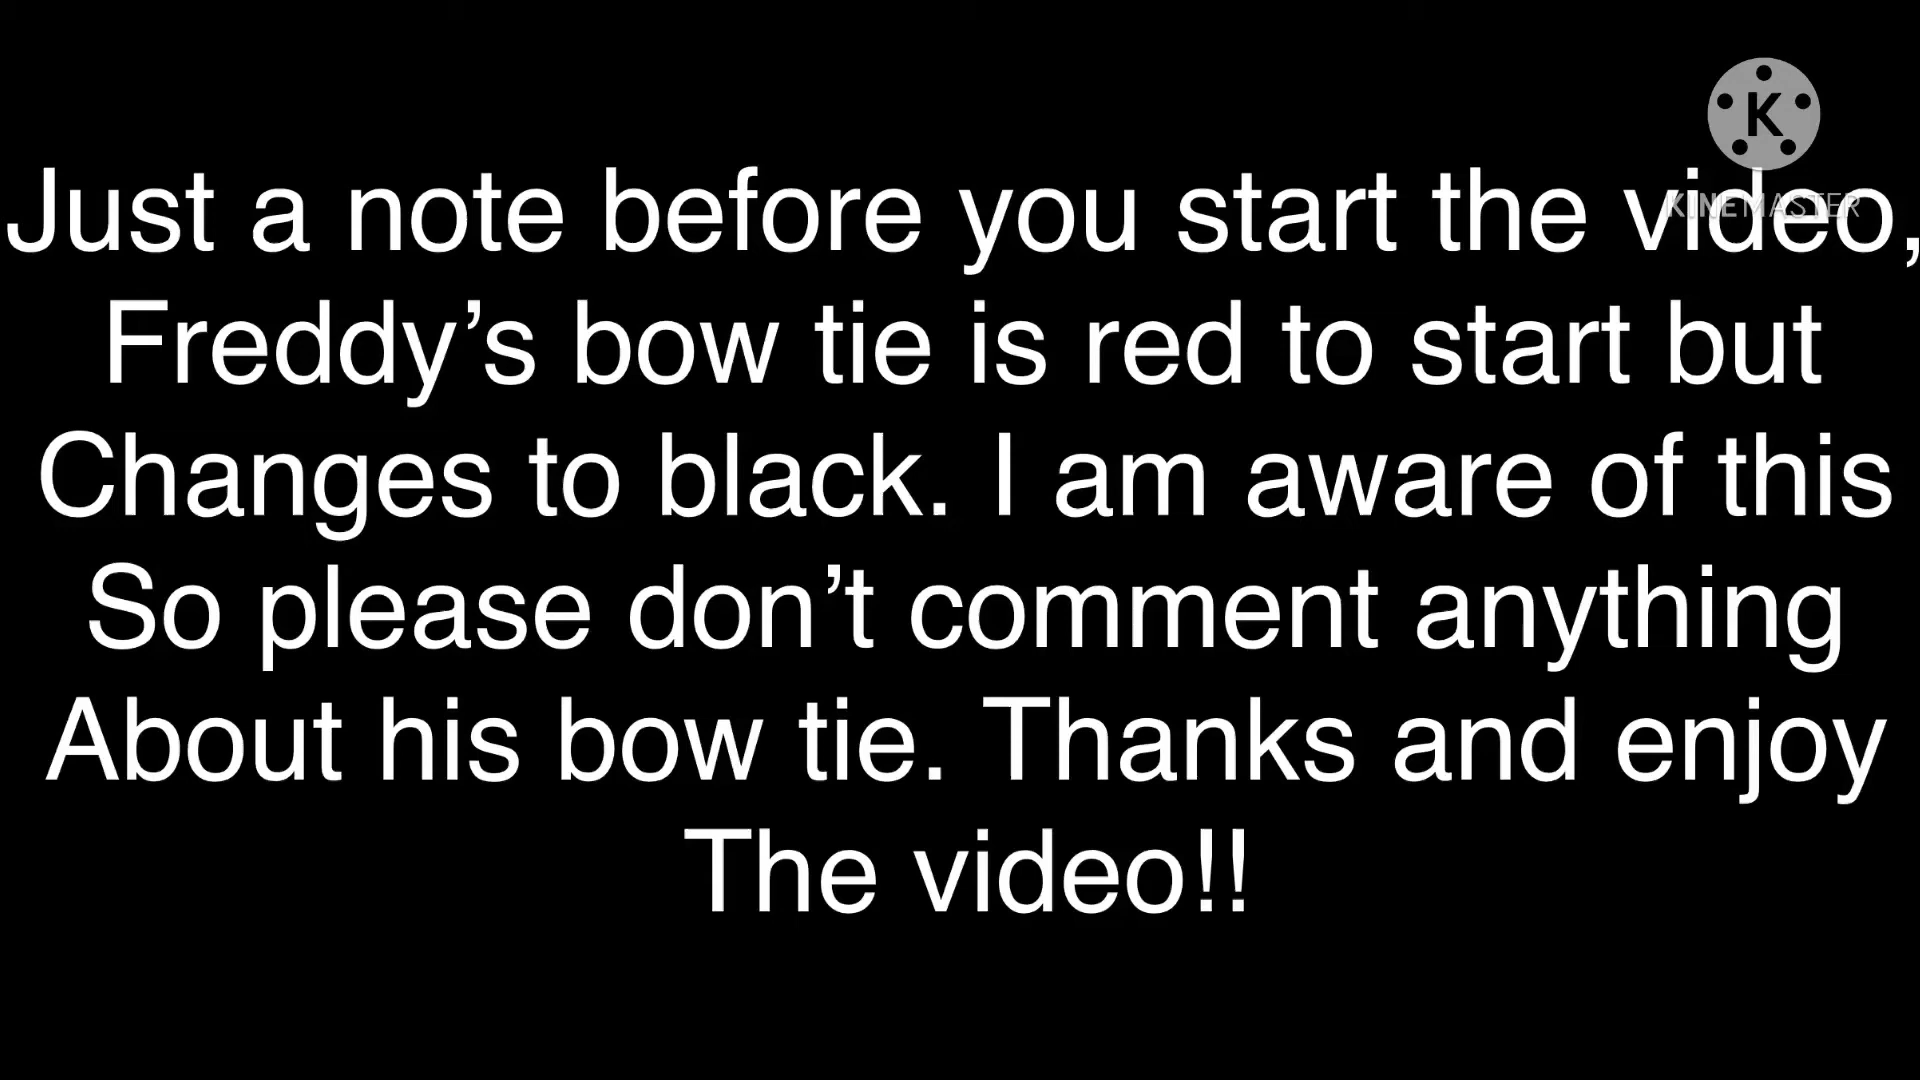 K
KINEMASTER
Just a note before you start the video,
Freddy’s bow tie is red to start but
Changes to black. I am aware of this
So please don’t comment anything
About his bow tie. Thanks and enjoy
The video!!